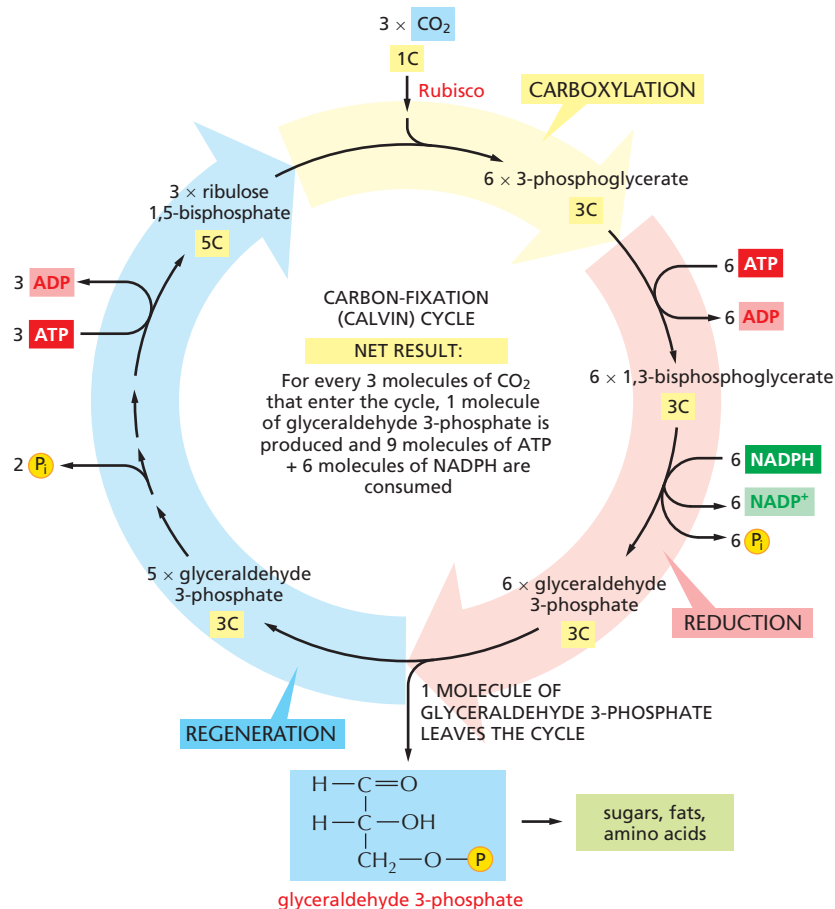 3 × CO₂
1C
Rubisco
CARBOXYLATION
6 × 3-phosphoglycerate
3C
6 ATP
6 ADP
6 × 1,3-bisphosphoglycerate
3C
6 NADPH
6 NADP⁺
6 Pᵢ
REDUCTION
6 × glyceraldehyde
3-phosphate
3C
1 MOLECULE OF
GLYCERALDEHYDE 3-PHOSPHATE
LEAVES THE CYCLE
REGENERATION
5 × glyceraldehyde
3-phosphate
3C
2 Pᵢ
3 ATP
3 ADP
3 × ribulose
1,5-bisphosphate
5C
CARBON-FIXATION
(CALVIN) CYCLE
NET RESULT:
For every 3 molecules of CO₂
that enter the cycle, 1 molecule
of glyceraldehyde 3-phosphate is
produced and 9 molecules of ATP
+ 6 molecules of NADPH are
consumed
H—C=O
H—C—OH
CH₂—O—P
glyceraldehyde 3-phosphate
sugars, fats,
amino acids